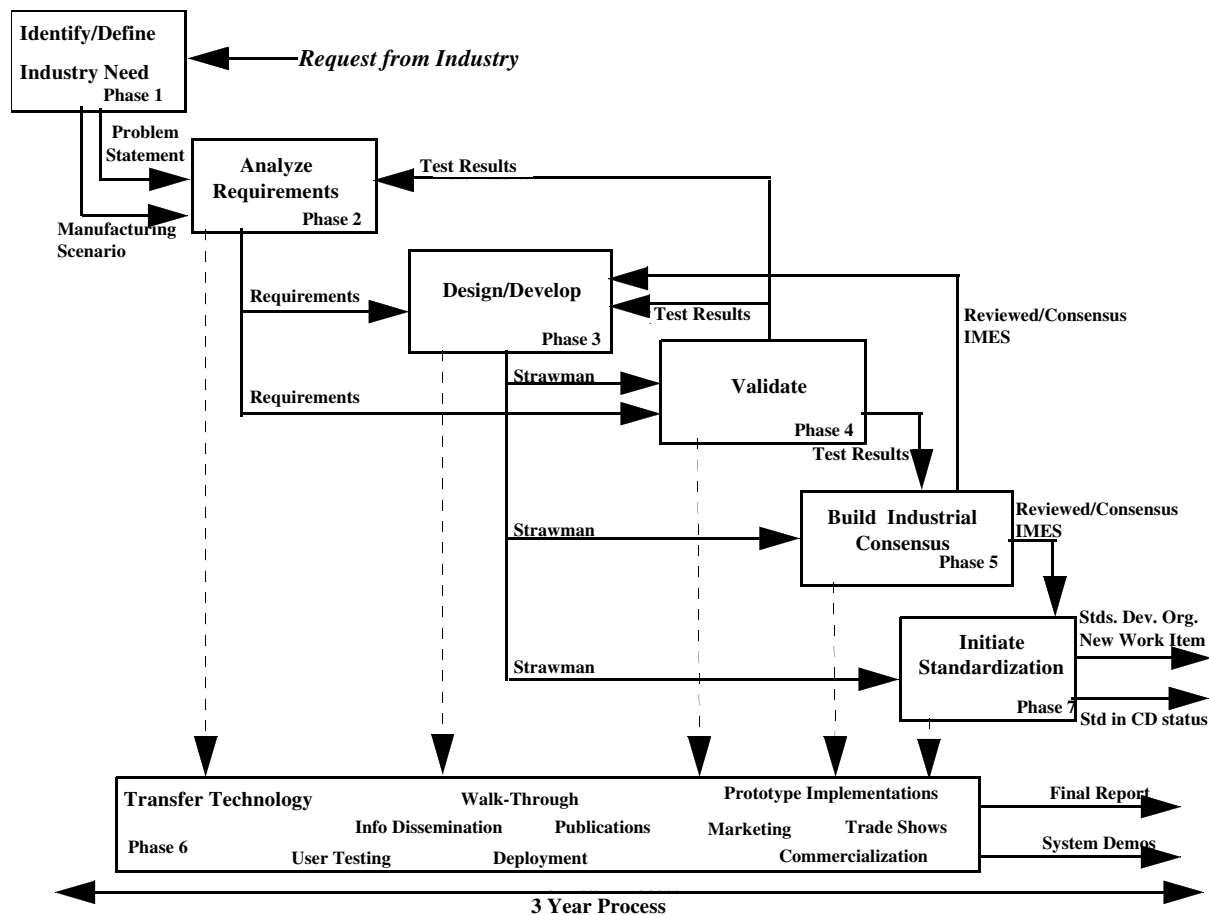 Identify/Define
Industry Need
Phase 1
Request from Industry
Problem
Statement
Manufacturing
Scenario
Analyze
Requirements
Phase 2
Test Results
Requirements
Design/Develop
Phase 3
Test Results
Reviewed/Consensus
IMES
Strawman
Requirements
Validate
Phase 4
Test Results
Strawman
Build Industrial
Consensus
Phase 5
Reviewed/Consensus
IMES
Strawman
Initiate
Standardization
Phase 7
Stds. Dev. Org.
New Work Item
Std in CD status
Transfer Technology
Walk-Through
Prototype Implementations
Info Dissemination
Publications
Marketing
Trade Shows
Phase 6
User Testing
Deployment
Commercialization
Final Report
System Demos
3 Year Process